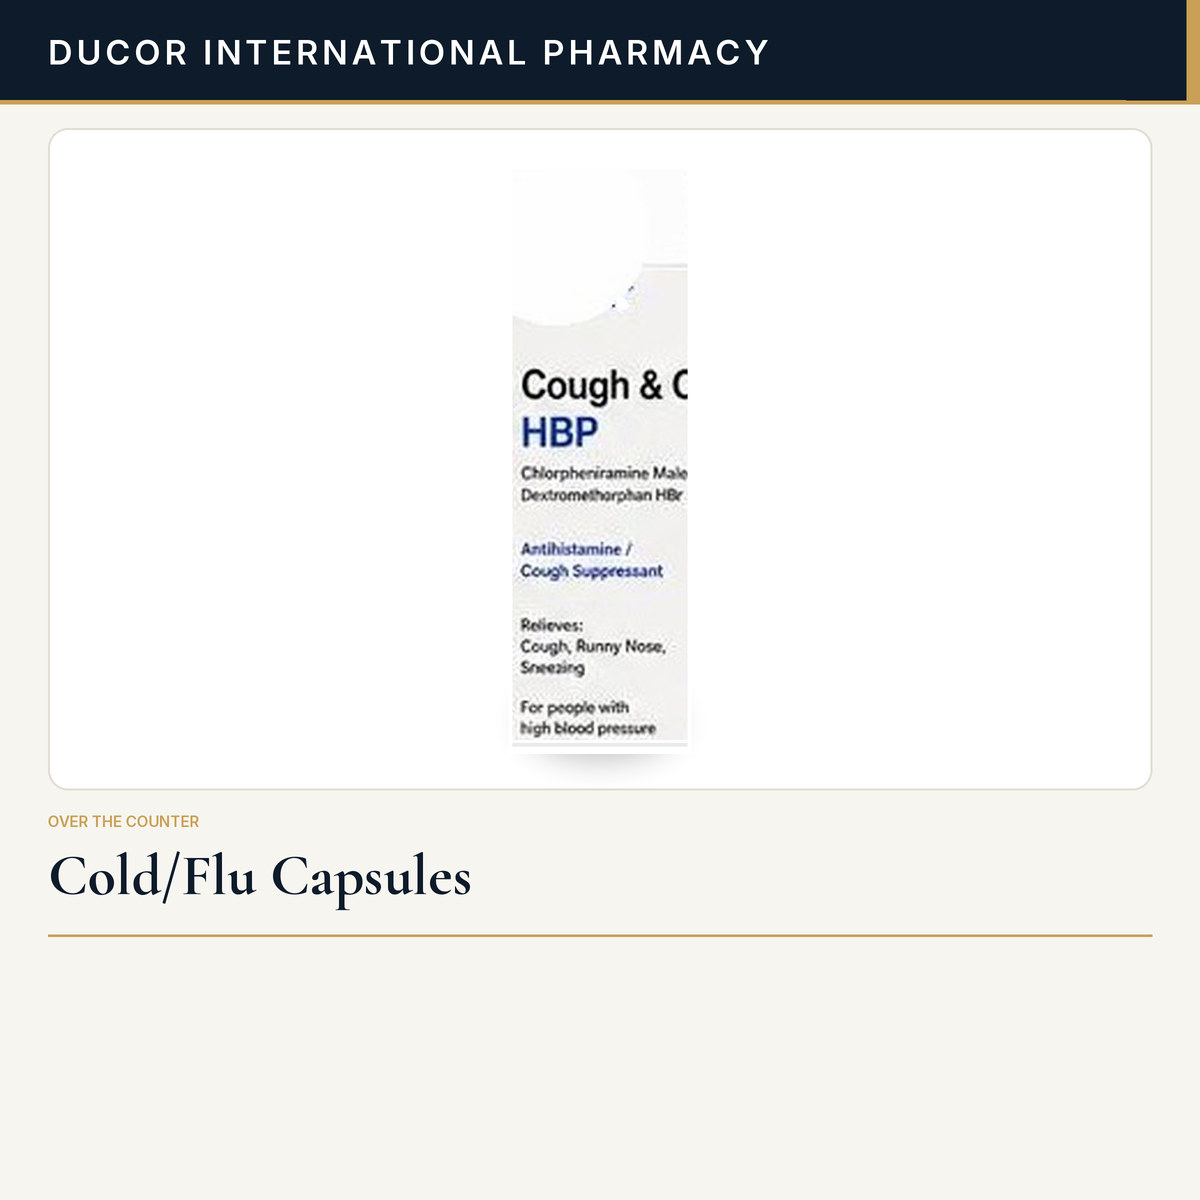 DUCOR INTERNATIONAL PHARMACY
Cough & C
HBP
Chlorpheniramine Male
Dextromethorphan HBr
Antihistamine /
Cough Suppressant
Relieves:
Cough, Runny Nose,
Sneezing
For people with
high blood pressure
OVER THE COUNTER
Cold/Flu Capsules